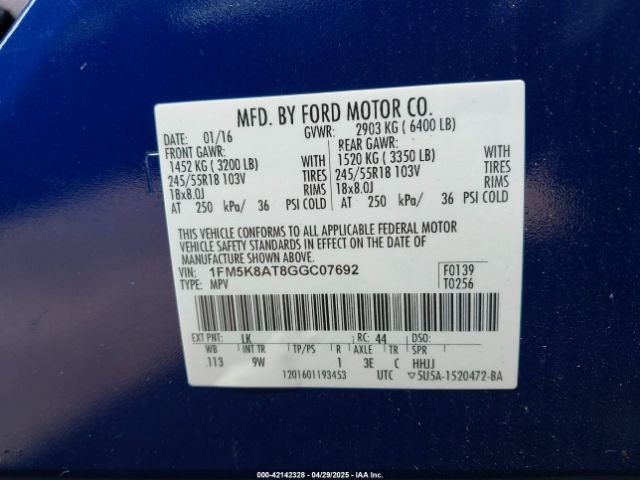 MFD. BY FORD MOTOR CO.
DATE: 01/16 GVWR: 2903 KG ( 6400 LB)
FRONT GAWR: REAR GAWR:
1452 KG ( 3200 LB) WITH 1520 KG ( 3350 LB) WITH
245/55R18 103V TIRES 245/55R18 103V TIRES
18x8.0J RIMS 18x8.0J RIMS
AT 250 kPa/ 36 PSI COLD AT 250 kPa/ 36 PSI COLD
THIS VEHICLE CONFORMS TO ALL APPLICABLE FEDERAL MOTOR
VEHICLE SAFETY STANDARDS IN EFFECT ON THE DATE OF
MANUFACTURE SHOWN ABOVE.
VIN: 1FM5K8AT8GGC07692 F0139
TYPE: MPV T0256
EXT PNT: LK RC: 44 DSO:
WB INT TR TP/PS R AXLE TR SPR
.113 9W 1 3E C HHJJ
1201601193453 UTC ▽5U5A-1520472-BA
000-42142328 - 04/29/2025 - IAAI.COM